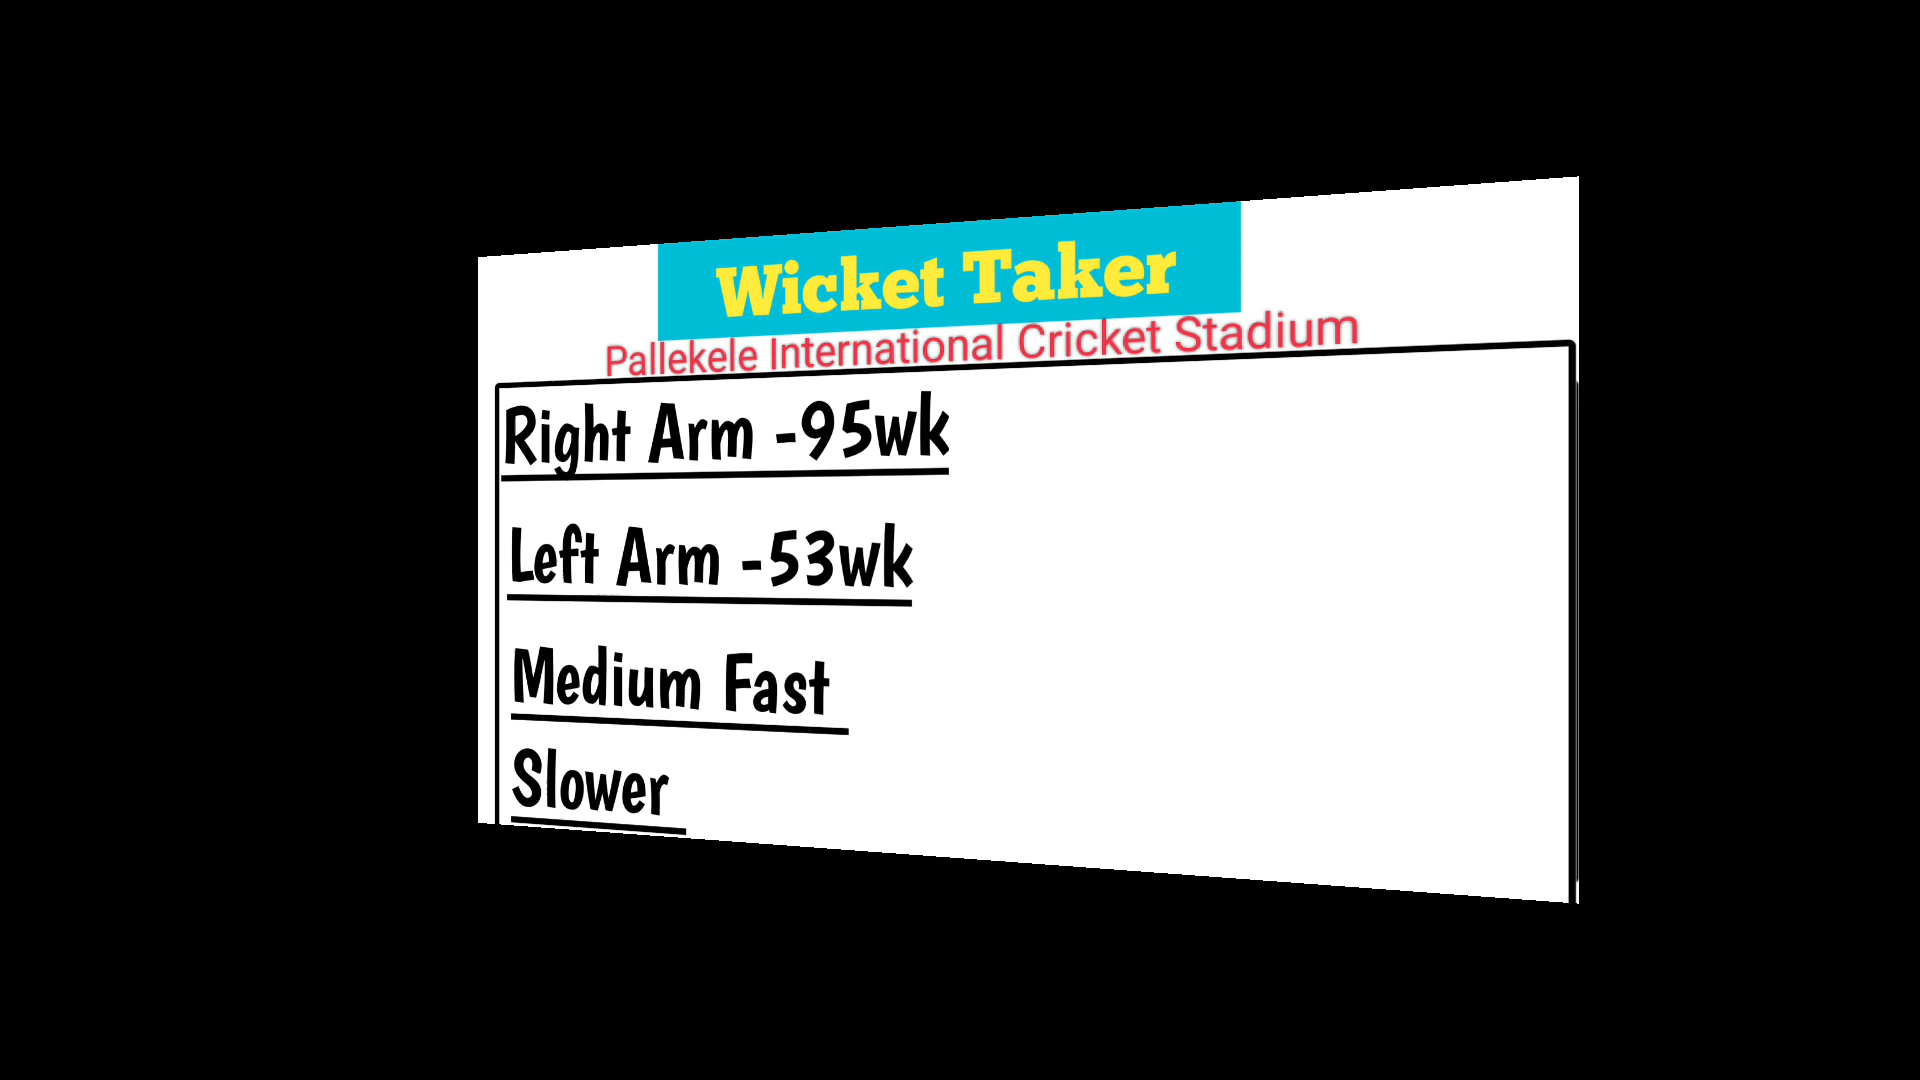 Wicket Taker
Pallekele International Cricket Stadium
Right Arm -95wk
Left Arm -53wk
Medium Fast
Slower